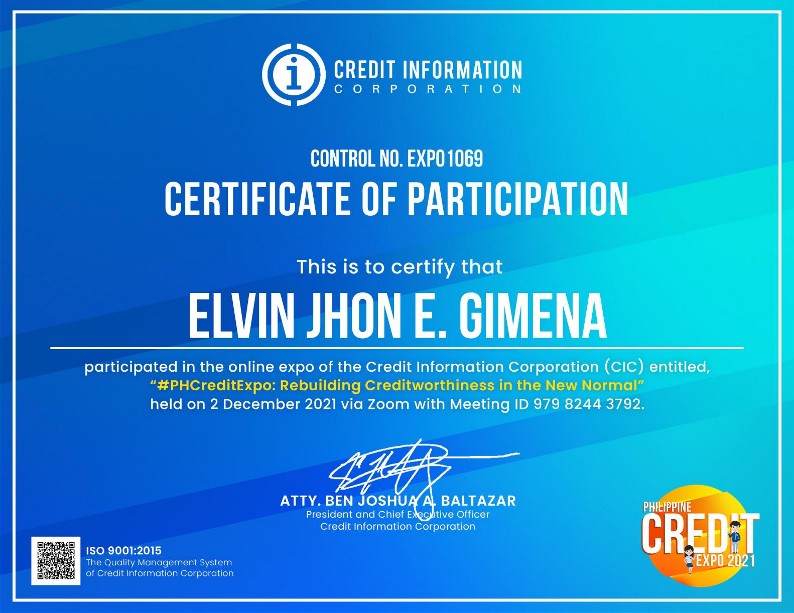 CREDIT INFORMATION
CORPORATION
CONTROL NO. EXPO1069
CERTIFICATE OF PARTICIPATION
This is to certify that
ELVIN JHON E. GIMENA
participated in the online expo of the Credit Information Corporation (CIC) entitled,
“#PHCreditExpo: Rebuilding Creditworthiness in the New Normal”
held on 2 December 2021 via Zoom with Meeting ID 979 8244 3792.
ATTY. BEN JOSHUA A. BALTAZAR
President and Chief Executive Officer
Credit Information Corporation
ISO 9001:2015
The Quality Management System
of Credit Information Corporation
PHILIPPINE
CREDIT
EXPO 2021